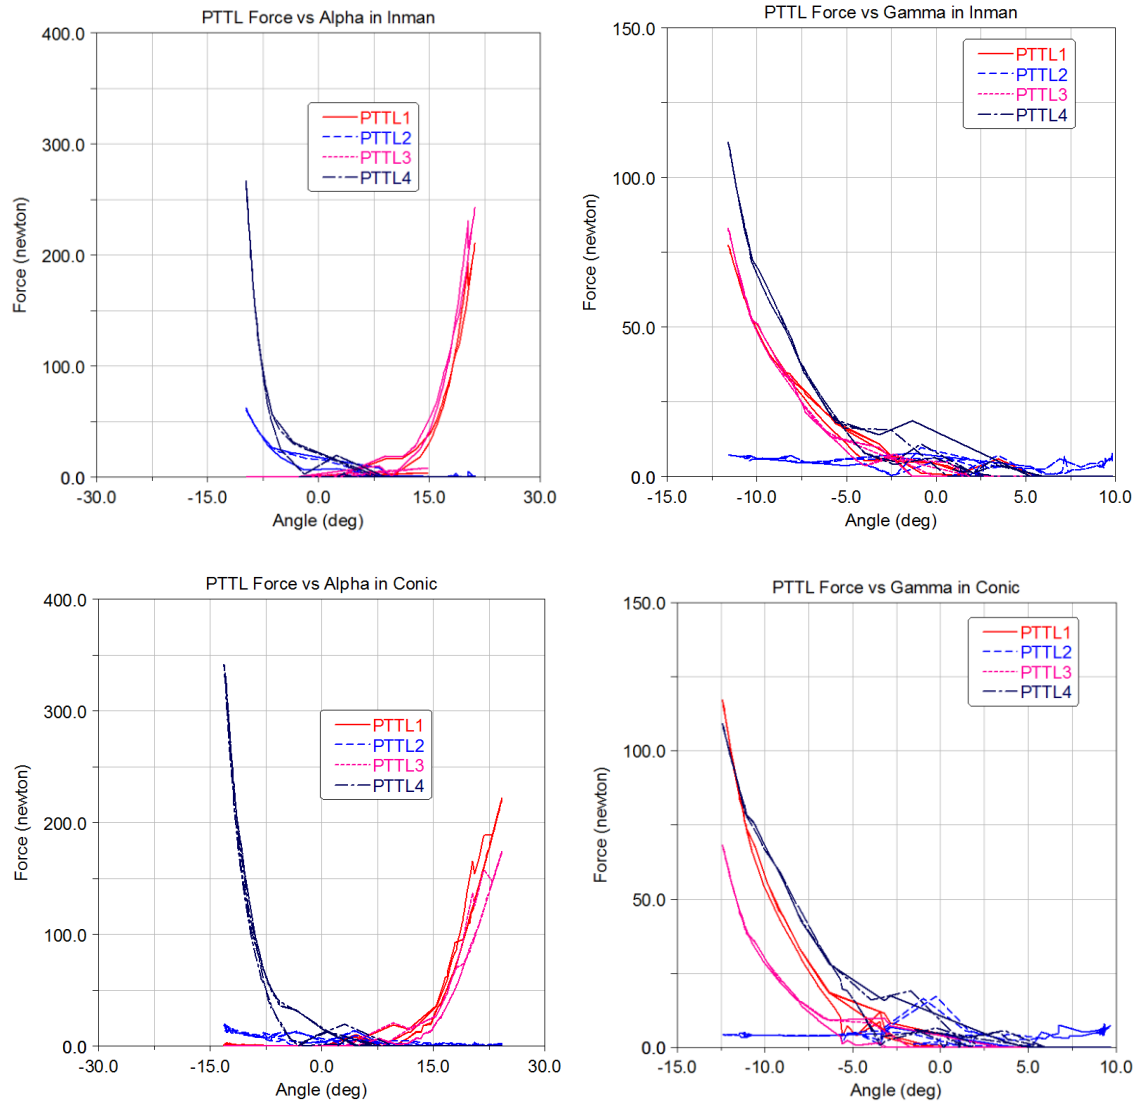 PTTL Force vs Alpha in Inman
400.0
300.0
200.0
100.0
0.0
-30.0 -15.0 0.0 15.0 30.0
Angle (deg)
Force (newton)
PTTL1
PTTL2
PTTL3
PTTL4
PTTL Force vs Gamma in Inman
150.0
100.0
50.0
0.0
-15.0 -10.0 -5.0 0.0 5.0 10.0
Angle (deg)
Force (newton)
PTTL1
PTTL2
PTTL3
PTTL4
PTTL Force vs Alpha in Conic
400.0
300.0
200.0
100.0
0.0
-30.0 -15.0 0.0 15.0 30.0
Angle (deg)
Force (newton)
PTTL1
PTTL2
PTTL3
PTTL4
PTTL Force vs Gamma in Conic
150.0
100.0
50.0
0.0
-15.0 -10.0 -5.0 0.0 5.0 10.0
Angle (deg)
Force (newton)
PTTL1
PTTL2
PTTL3
PTTL4